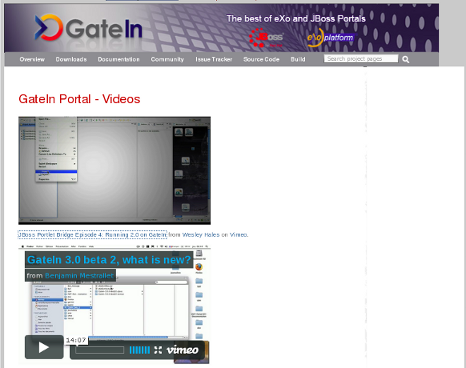 GateIn
The best of eXo and JBoss Portals
JBoss
eXo platform
Overview Downloads Documentation Community Issue Tracker Source Code Build
Search project pages
GateIn Portal - Videos
JBoss Portlet Bridge Episode 4: Running 2.0 on GateIn from Wesley Hales on Vimeo.
GateIn 3.0 beta 2, what is new?
from Benjamin Mestrallet
14:07
vimeo